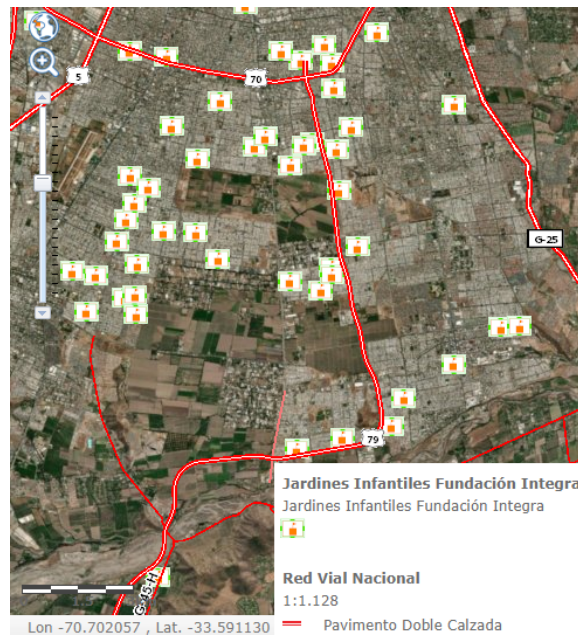 5
70
G-25
79
G-45-H
Jardines Infantiles Fundación Integra
Jardines Infantiles Fundación Integra
Red Vial Nacional
1:1.128
Pavimento Doble Calzada
Lon -70.702057 , Lat. -33.591130